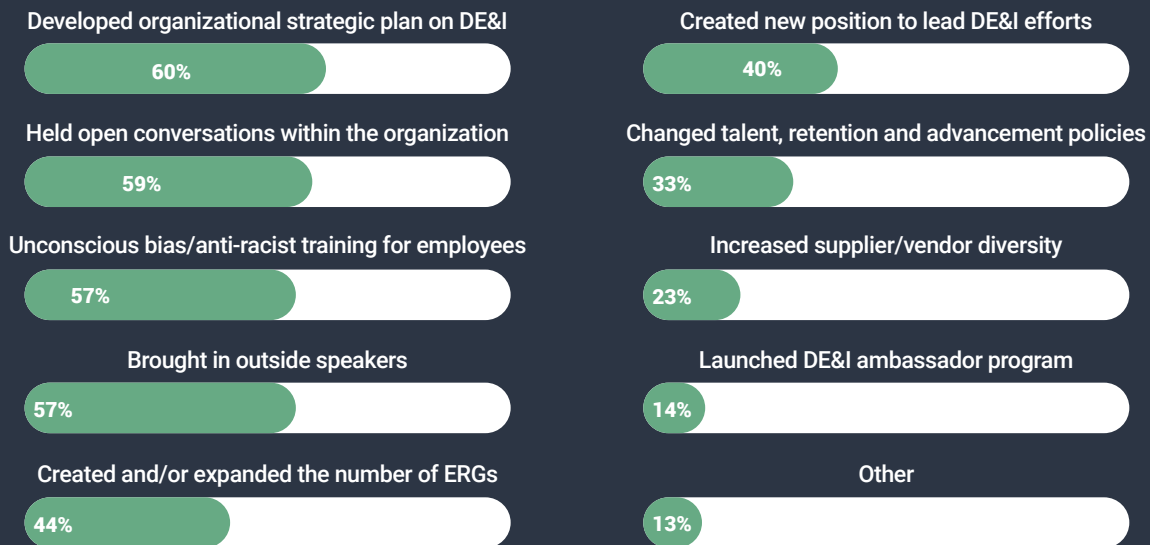 Developed organizational strategic plan on DE&I
60%
Held open conversations within the organization
59%
Unconscious bias/anti-racist training for employees
57%
Brought in outside speakers
57%
Created and/or expanded the number of ERGs
44%
Created new position to lead DE&I efforts
40%
Changed talent, retention and advancement policies
33%
Increased supplier/vendor diversity
23%
Launched DE&I ambassador program
14%
Other
13%